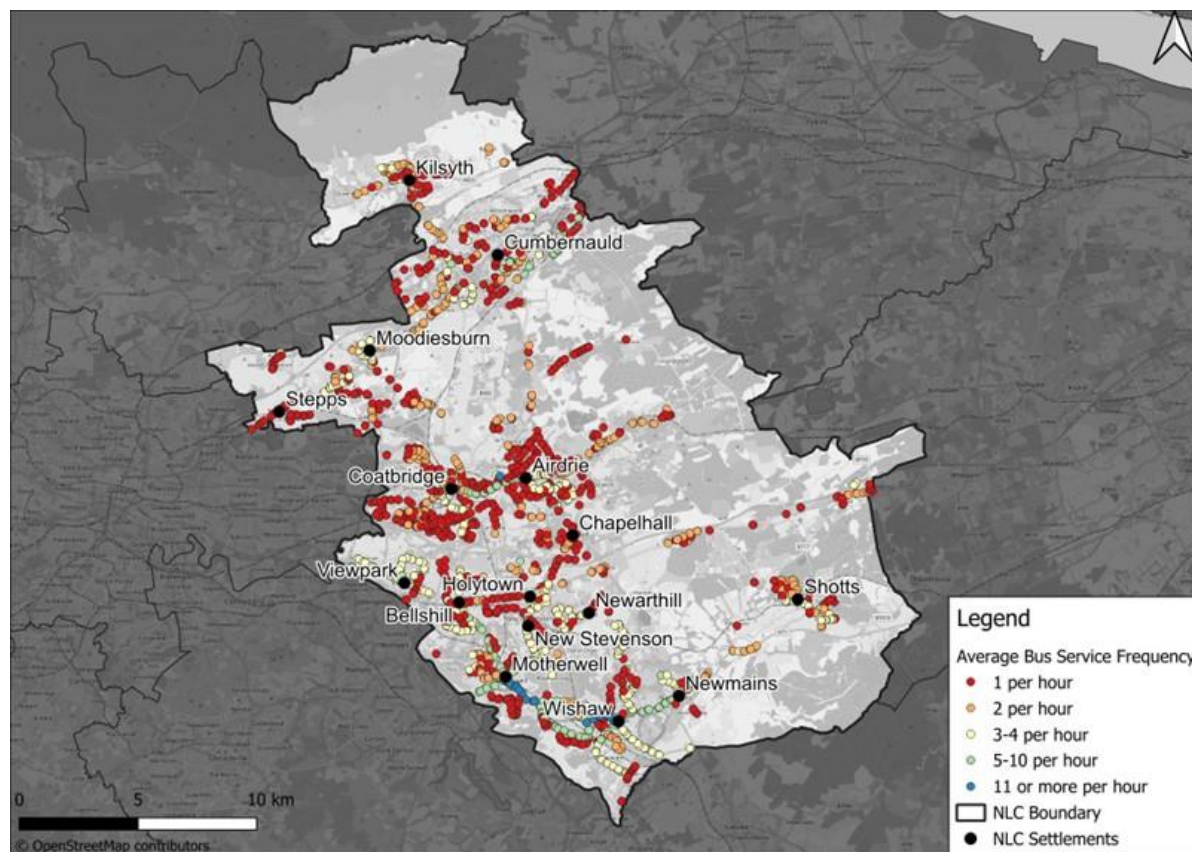 Kilsyth
Cumbernauld
Moodiesburn
Stepps
Airdrie
Coatbridge
Chapelhall
Viewpark
Holytown
Shotts
Newarthill
Bellshill
New Stevenson
Motherwell
Newmains
Wishaw
Legend
Average Bus Service Frequency
1 per hour
2 per hour
3-4 per hour
5-10 per hour
11 or more per hour
NLC Boundary
NLC Settlements
0 5 10 km
© OpenStreetMap contributors